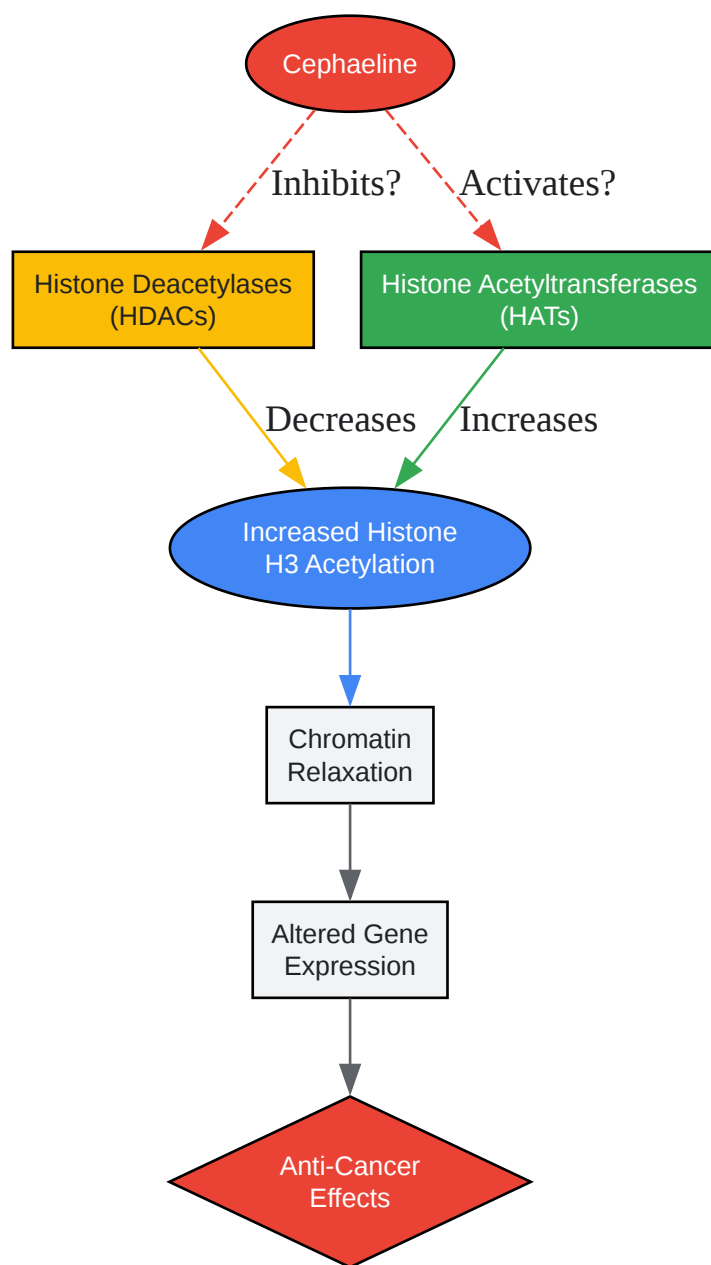 Cephaeline
Inhibits?
Activates?
Histone Deacetylases
(HDACs)
Histone Acetyltransferases
(HATs)
Decreases
Increases
Increased Histone
H3 Acetylation
Chromatin
Relaxation
Altered Gene
Expression
Anti-Cancer
Effects